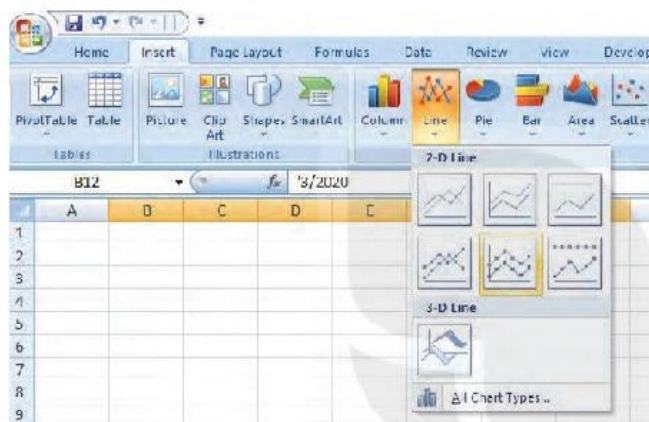 Home Insert Page Layout Formulas Data Review View Develop
PivotTable Table Picture Clip Art Shapes SmartArt Column Line Pie Bar Area Scatter
Tables Illustrations
2-D Line
B12 fx '3/2020
A B C D E
1
2
3
4
5
6
7
8
9
3-D Line
All Chart Types...